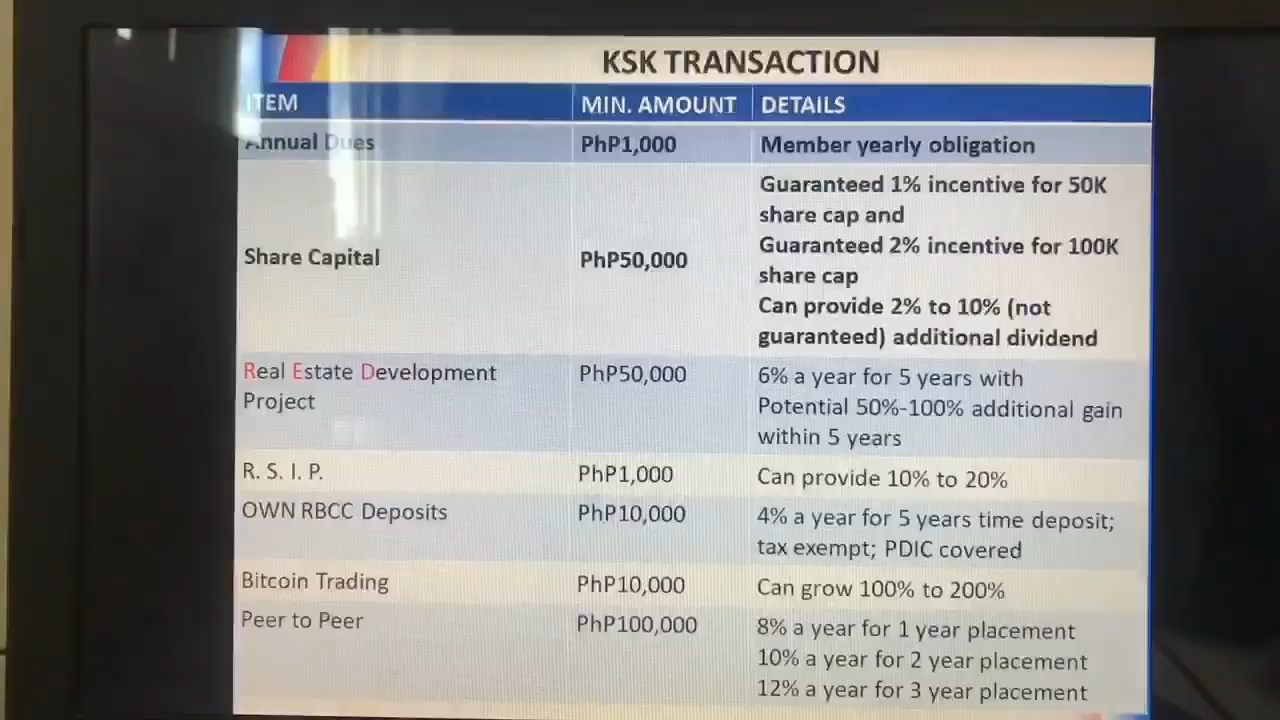 KSK TRANSACTION
ITEM MIN. AMOUNT DETAILS
Annual Dues PhP1,000 Member yearly obligation
Guaranteed 1% incentive for 50K
share cap and
Guaranteed 2% incentive for 100K
Share Capital PhP50,000
share cap
Can provide 2% to 10% (not
guaranteed) additional dividend
Real Estate Development PhP50,000 6% a year for 5 years with
Project Potential 50%-100% additional gain
within 5 years
R. S. I. P. PhP1,000 Can provide 10% to 20%
OWN RBCC Deposits PhP10,000 4% a year for 5 years time deposit;
tax exempt; PDIC covered
Bitcoin Trading PhP10,000 Can grow 100% to 200%
Peer to Peer PhP100,000 8% a year for 1 year placement
10% a year for 2 year placement
12% a year for 3 year placement